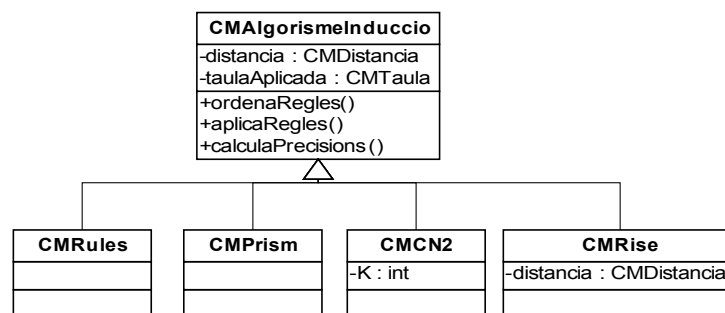 CMAlgorismeInduccio
-distancia : CMDistancia
-taulaAplicada : CMTaula
+ordenaRegles()
+aplicaRegles()
+calculaPrecisions()
CMRules
CMPrism
CMCN2
-K : int
CMRise
-distancia : CMDistancia